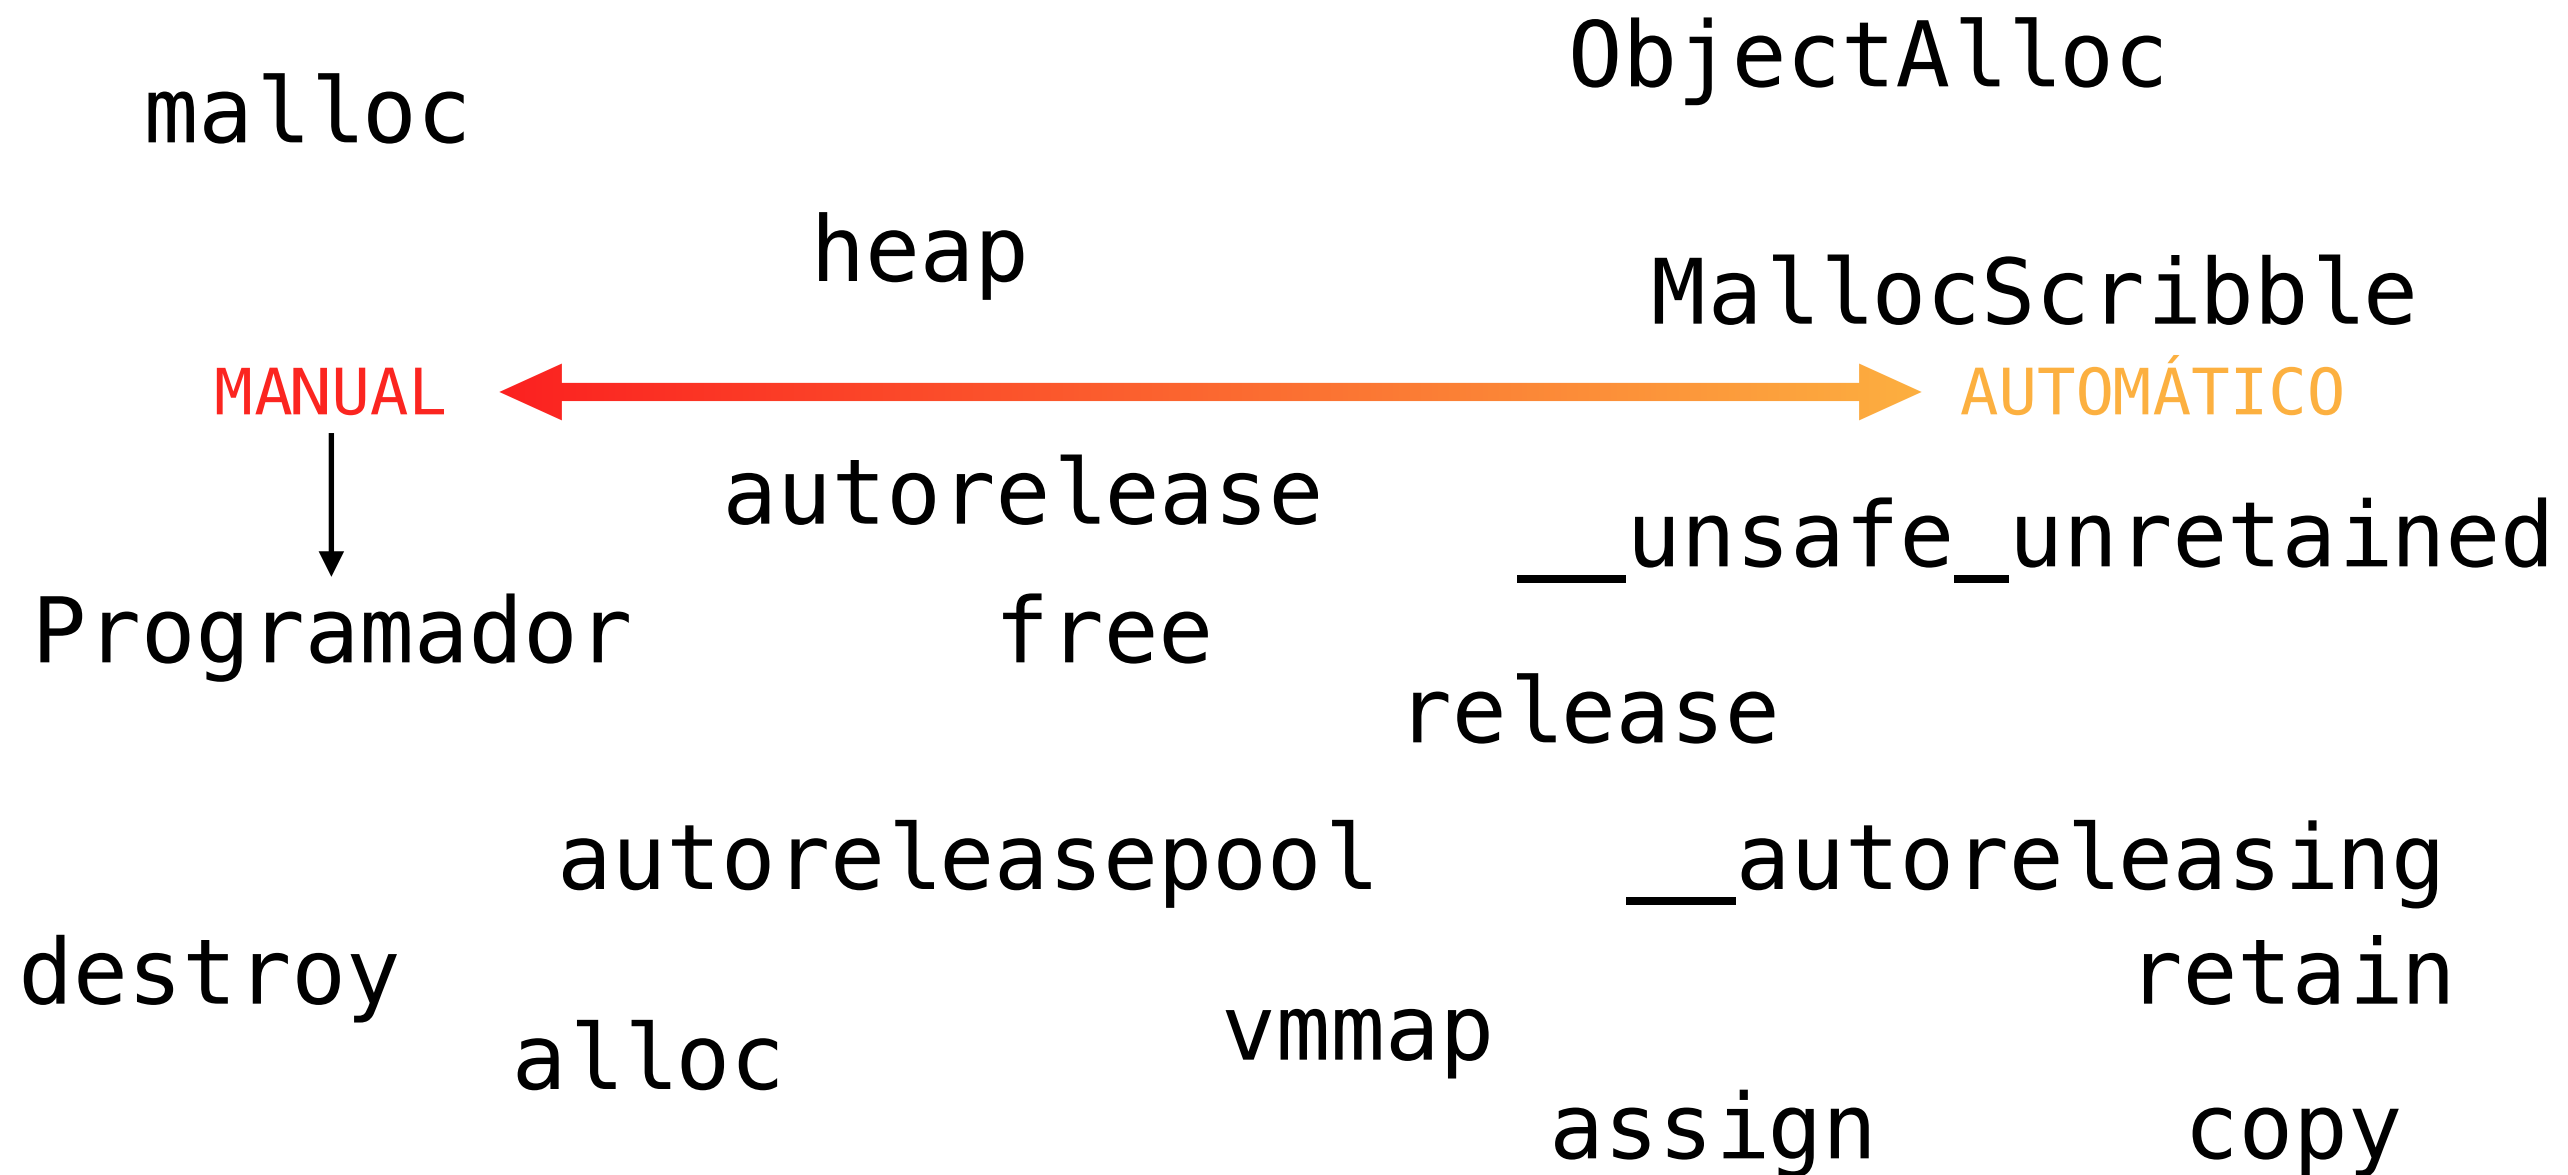 ObjectAlloc
malloc
heap
MallocScribble
MANUAL
AUTOMÁTICO
autorelease
__unsafe_unretained
Programador
free
release
autoreleasepool
__autoreleasing
destroy
retain
vmmap
alloc
assign
copy